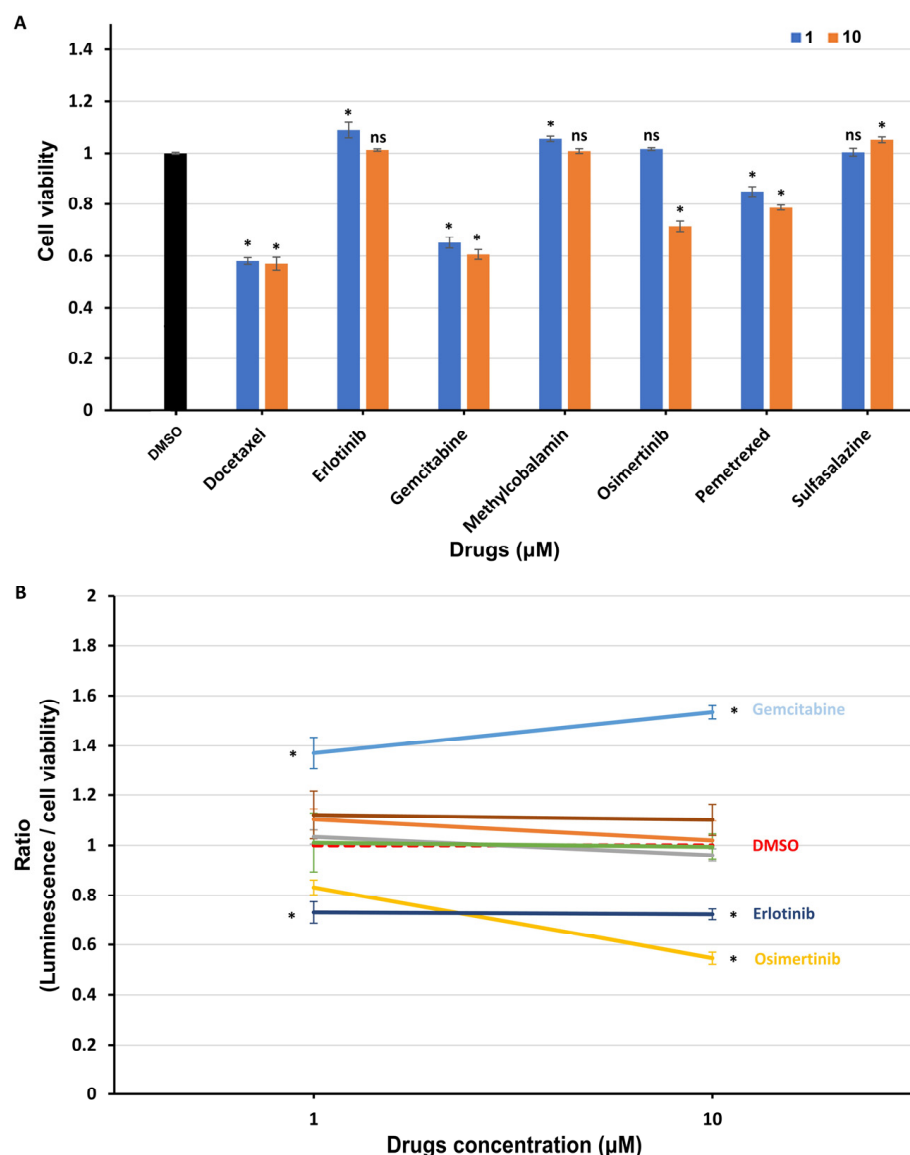 A
1 10
1.4
1.2
1
0.8
0.6
0.4
0.2
0
Cell viability
* *
* ns
* *
* ns
ns *
* *
ns *
DMSO
Docetaxel
Erlotinib
Gemcitabine
Methylcobalamin
Osimertinib
Pemetrexed
Sulfasalazine
Drugs (µM)
B
2
1.8
1.6
1.4
1.2
1
0.8
0.6
0.4
0.2
0
Ratio
(Luminescence / cell viability)
*
* Gemcitabine
DMSO
*
* Erlotinib
* Osimertinib
1 10
Drugs concentration (µM)